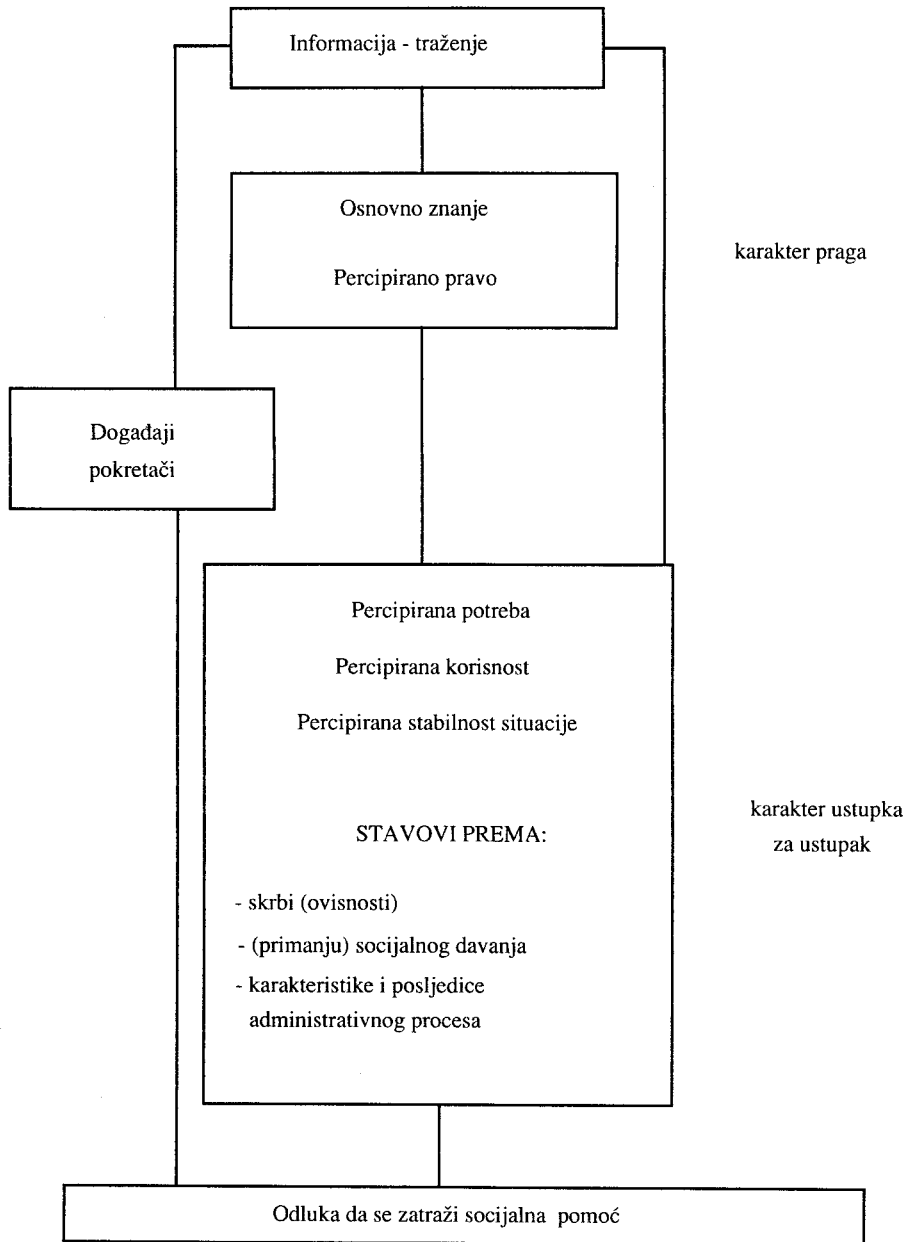 Informacija - traženje
Osnovno znanje
karakter praga
Percipirano pravo
Događaji
pokretači
Percipirana potreba
Percipirana korisnost
Percipirana stabilnost situacije
karakter ustupka
za ustupak
STAVOVI PREMA:
- skrbi (ovisnosti)
- (primanju) socijalnog davanja
- karakteristike i posljedice
administrativnog procesa
Odluka da se zatraži socijalna pomoć